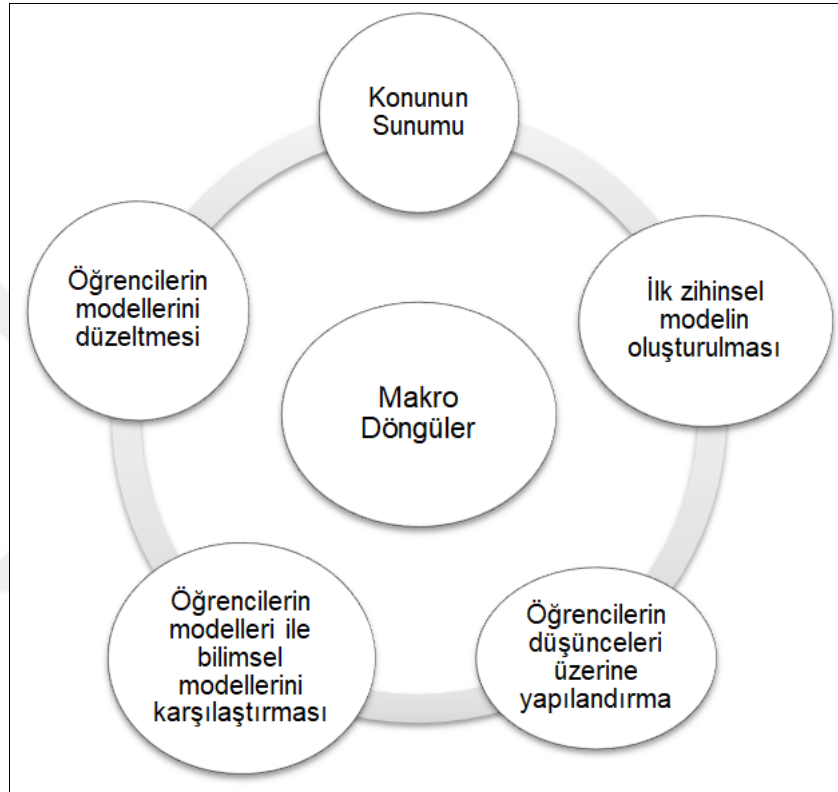 Konunun
Sunumu
İlk zihinsel
modelin
oluşturulması
Öğrencilerin
düşünceleri
üzerine
yapılandırma
Öğrencilerin
modelleri ile
bilimsel
modellerini
karşılaştırması
Öğrencilerin
modellerini
düzeltmesi
Makro
Döngüler